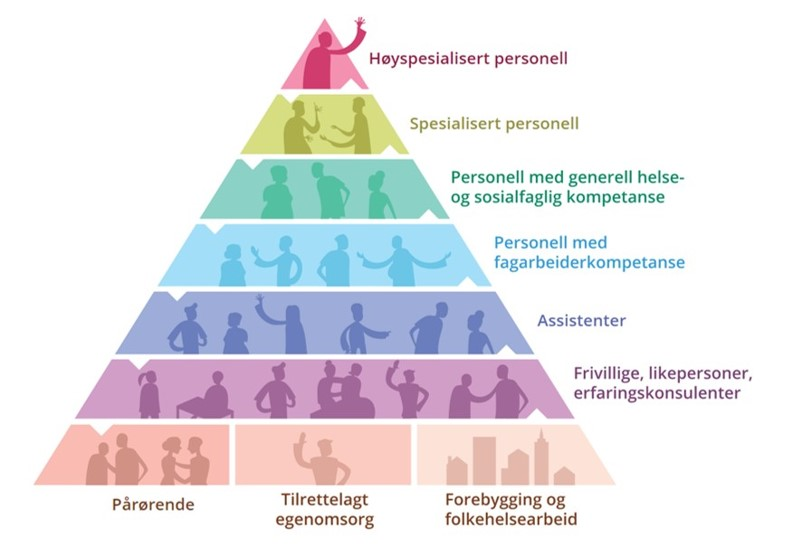 Høyspesialisert personell
Spesialisert personell
Personell med generell helse-
og sosialfaglig kompetanse
Personell med
fagarbeiderkompetanse
Assistenter
Frivillige, likepersoner,
erfaringskonsulenter
Pårørende
Tilrettelagt
egenomsorg
Forebygging og
folkehelsearbeid